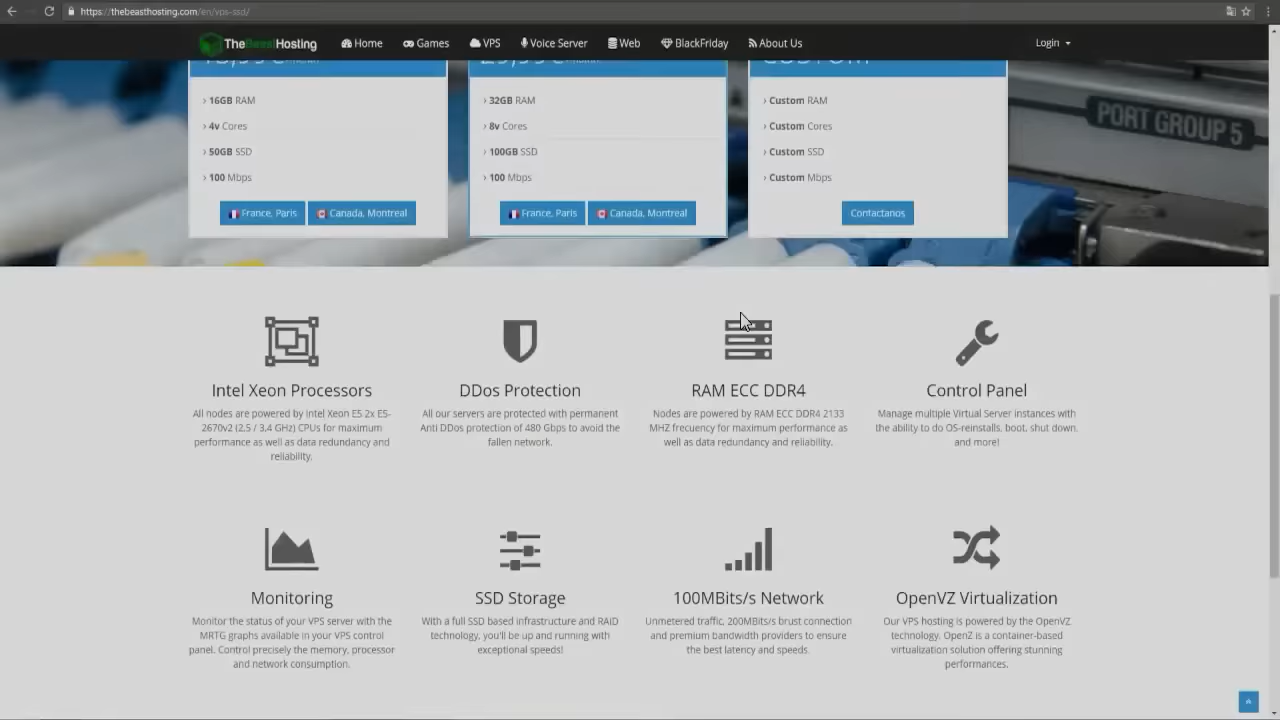 https://thebeasthosting.com/en/vps-ssd/
TheBeastHosting Home Games VPS Voice Server Web BlackFriday About Us Login
› 16GB RAM
› 4v Cores
› 50GB SSD
› 100 Mbps
France, Paris Canada, Montreal
› 32GB RAM
› 8v Cores
› 100GB SSD
› 100 Mbps
France, Paris Canada, Montreal
› Custom RAM
› Custom Cores
› Custom SSD
› Custom Mbps
Contactanos
PORT GROUP 5
Intel Xeon Processors
All nodes are powered by Intel Xeon E5 2x E5-
2670v2 (2,5 / 3,4 GHz) CPUs for maximum
performance as well as data redundancy and
reliability.
DDos Protection
All our servers are protected with permanent
Anti DDos protection of 480 Gbps to avoid the
fallen network.
RAM ECC DDR4
Nodes are powered by RAM ECC DDR4 2133
MHZ frecuency for maximum performance as
well as data redundancy and reliability.
Control Panel
Manage multiple Virtual Server instances with
the ability to do OS-reinstalls, boot, shut down,
and more!
Monitoring
Monitor the status of your VPS server with the
MRTG graphs available in your VPS control
panel. Control precisely the memory, processor
and network consumption.
SSD Storage
With a full SSD based infrastructure and RAID
technology, you'll be up and running with
exceptional speeds!
100MBits/s Network
Unmetered traffic, 200MBits/s brust connection
and premium bandwidth providers to ensure
the best latency and speeds.
OpenVZ Virtualization
Our VPS hosting is powered by the OpenVZ
technology. OpenZ is a container-based
virtualization solution offering stunning
performances.